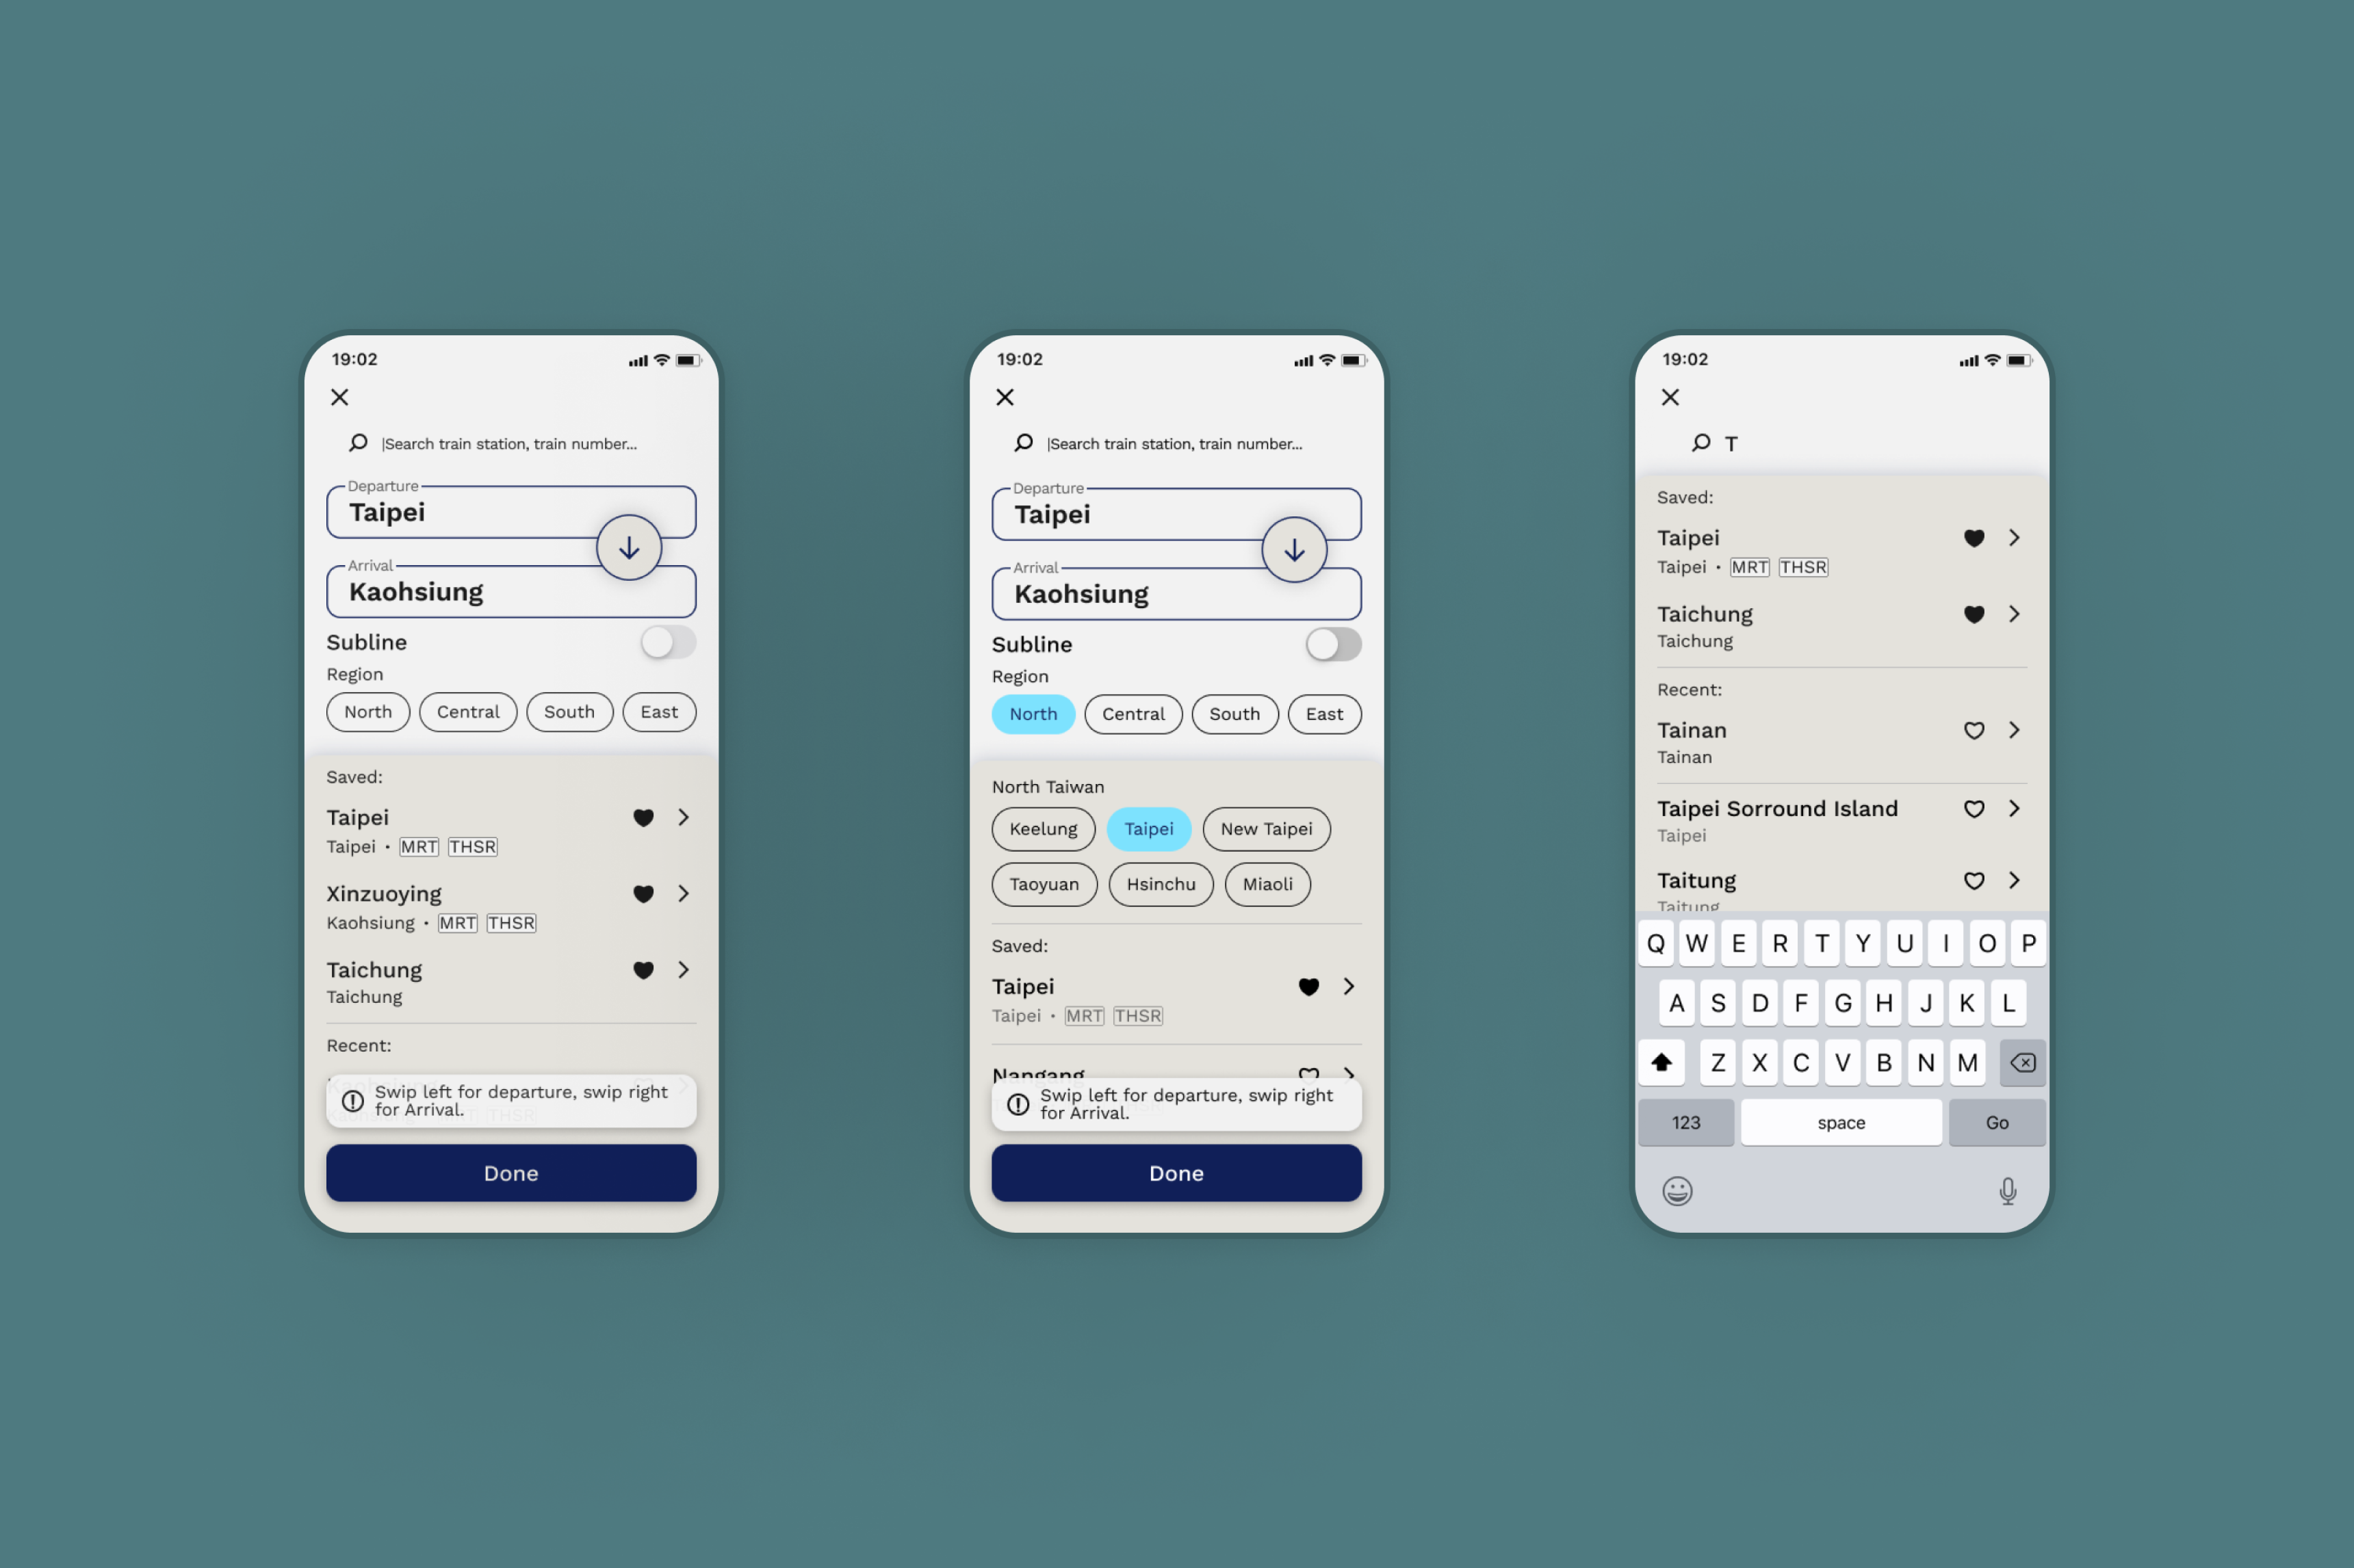 19:02
|Search train station, train number...
Departure
Taipei
Arrival
Kaohsiung
Subline
Region
North Central South East
Saved:
Taipei
Taipei • MRT THSR
Xinzuoying
Kaohsiung • MRT THSR
Taichung
Taichung
Recent:
Swip left for departure, swip right
for Arrival.
Done
19:02
|Search train station, train number...
Departure
Taipei
Arrival
Kaohsiung
Subline
Region
North Central South East
North Taiwan
Keelung Taipei New Taipei
Taoyuan Hsinchu Miaoli
Saved:
Taipei
Taipei • MRT THSR
Nangang
Swip left for departure, swip right
for Arrival.
Done
19:02
T
Saved:
Taipei
Taipei • MRT THSR
Taichung
Taichung
Recent:
Tainan
Tainan
Taipei Sorround Island
Taipei
Taitung
Taitung
Q W E R T Y U I O P
A S D F G H J K L
Z X C V B N M
123 space Go